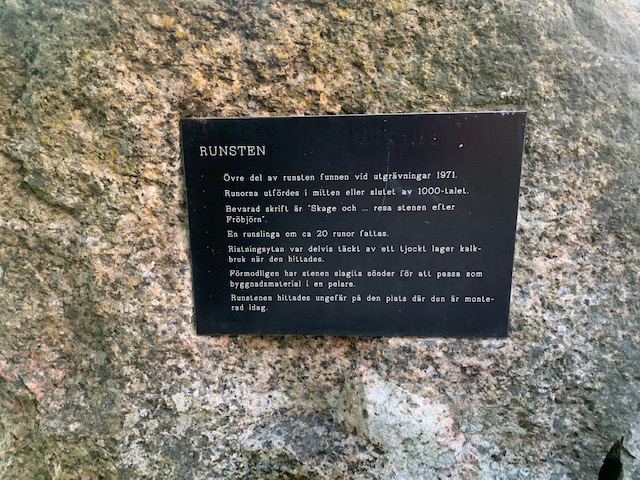 RUNSTEN
Övre del av runsten funnen vid utgrävningar 1971.
Runorna utfördes i mitten eller slutet av 1000-talet.
Bevarad skrift är "Skage och ... resa stenen efter
Fröbjörn".
En runslinga om ca 20 runor fattas.
Ristningsytan var delvis täckt av ett tjockt lager kalk-
bruk när den hittades.
Förmodligen har stenen slagits sönder för att passa som
byggnadsmaterial i en pelare.
Runstenen hittades ungefär på den plats där den är monte-
rad idag.